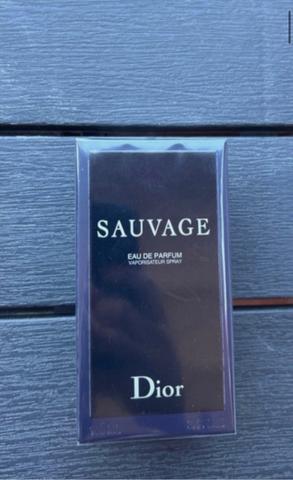 SAUVAGE
EAU DE PARFUM
VAPORISATEUR SPRAY
Dior